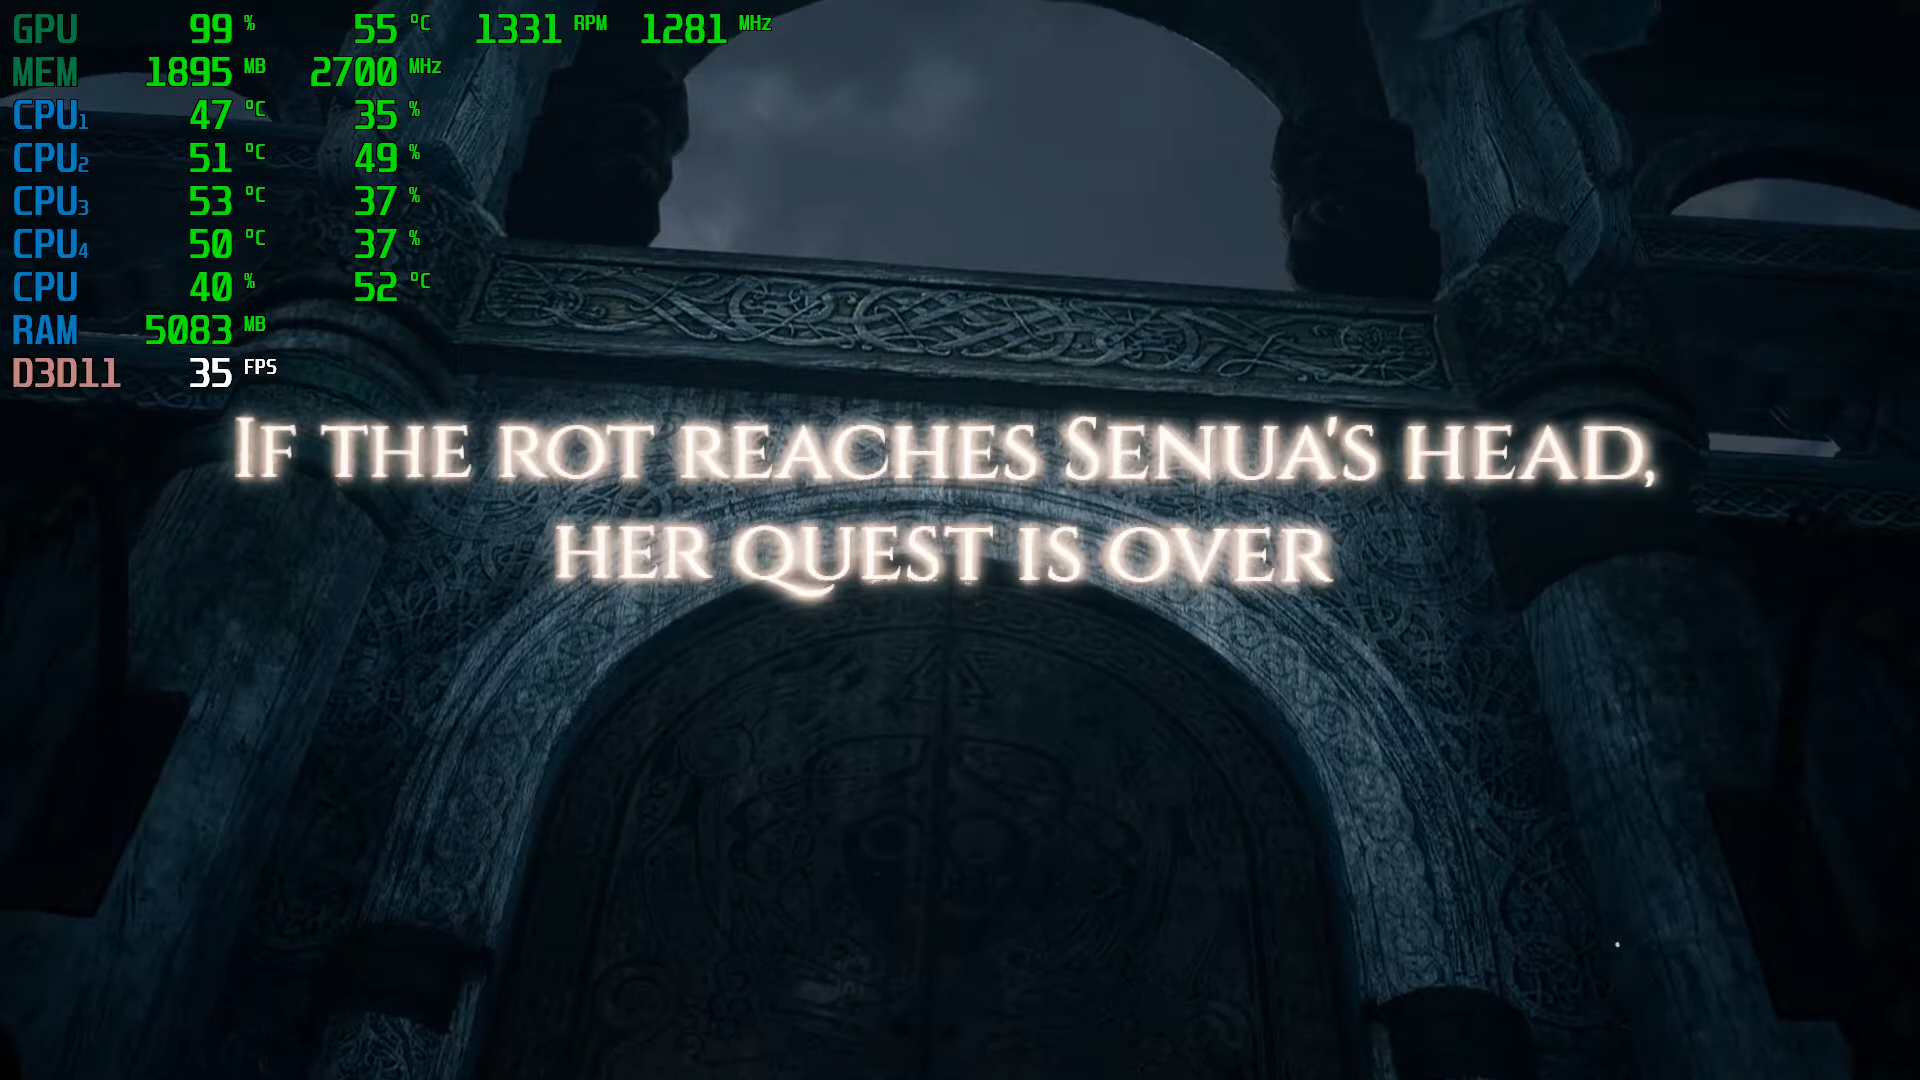 GPU 99 % 55 °C 1331 RPM 1281 MHz
MEM 1895 MB 2700 MHz
CPU1 47 °C 35 %
CPU2 51 °C 49 %
CPU3 53 °C 37 %
CPU4 50 °C 37 %
CPU 40 % 52 °C
RAM 5083 MB
D3D11 35 FPS
If the rot reaches Senua's head,
her quest is over